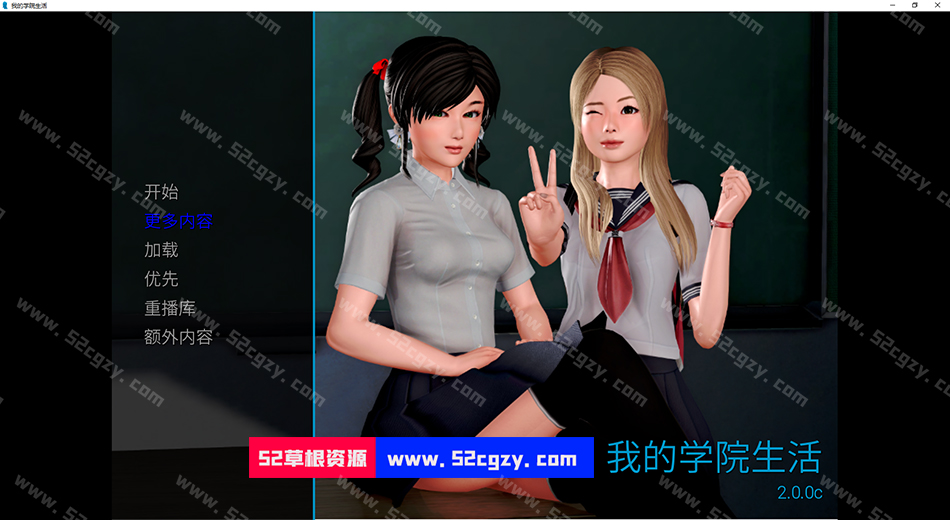 我的学院生活
开始
更多内容
加载
优先
重播库
额外内容
52草根资源 www.52cgzy.com
我的学院生活
2.0.0c
www.52cgzy.com